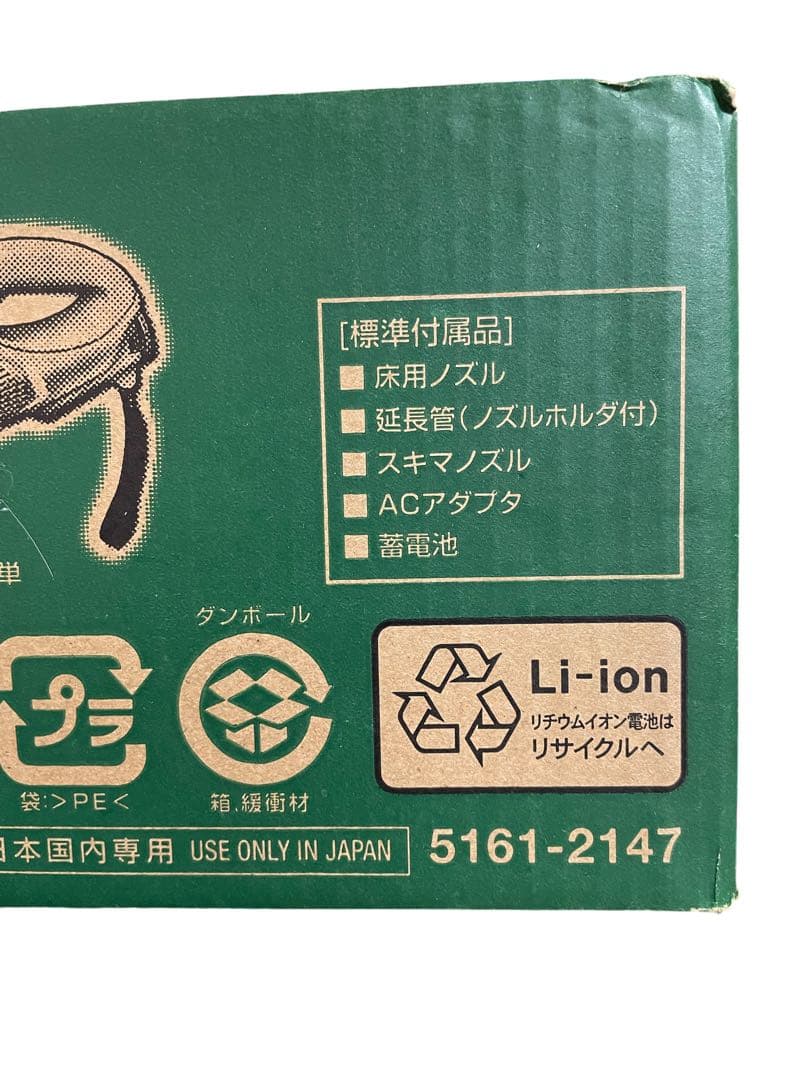 [標準付属品]
■ 床用ノズル
■ 延長管(ノズルホルダ付)
■ スキマノズル
■ ACアダプタ
■ 蓄電池
単
ダンボール
プラ
袋:>PE<
箱､緩衝材
Li-ion
リチウムイオン電池は
リサイクルへ
日本国内専用 USE ONLY IN JAPAN
5161-2147